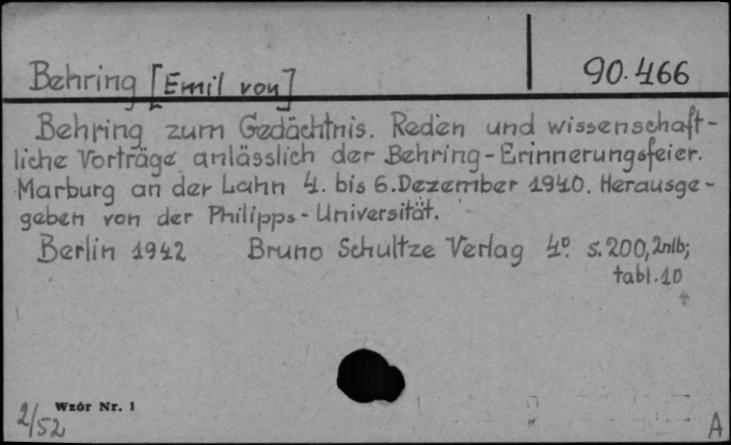 Behring [Emil von] 90.466
Behring zum Gedächtnis. Reden und wissenschaft-
liche Vorträge anlässlich der Behring-Erinnerungsfeier.
Marburg an der Lahn 4. bis 6. Dezember 1940. Herausge-
geben von der Philipps-Universität.
Berlin 1942 Bruno Schultze Verlag 4º. s. 200, 2nlb;
tabl. 10
Wzór Nr. 1
2/52
A